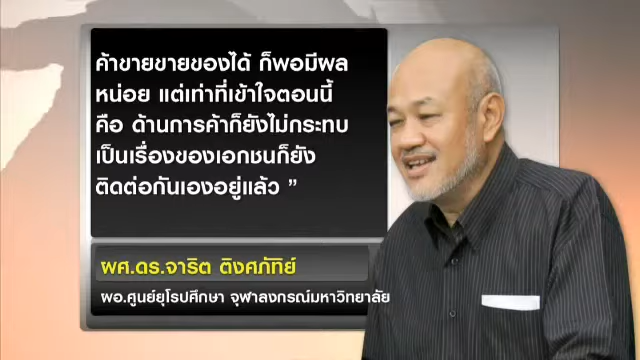 ค้าขายขายของได้ ก็พอมีผล
หน่อย แต่เท่าที่เข้าใจตอนนี้
คือ ด้านการค้าก็ยังไม่กระทบ
เป็นเรื่องของเอกชนก็ยัง
ติดต่อกันเองอยู่แล้ว ”
ผศ.ดร.จาริต ติงศภัทิย์
ผอ.ศูนย์ยุโรปศึกษา จุฬาลงกรณ์มหาวิทยาลัย